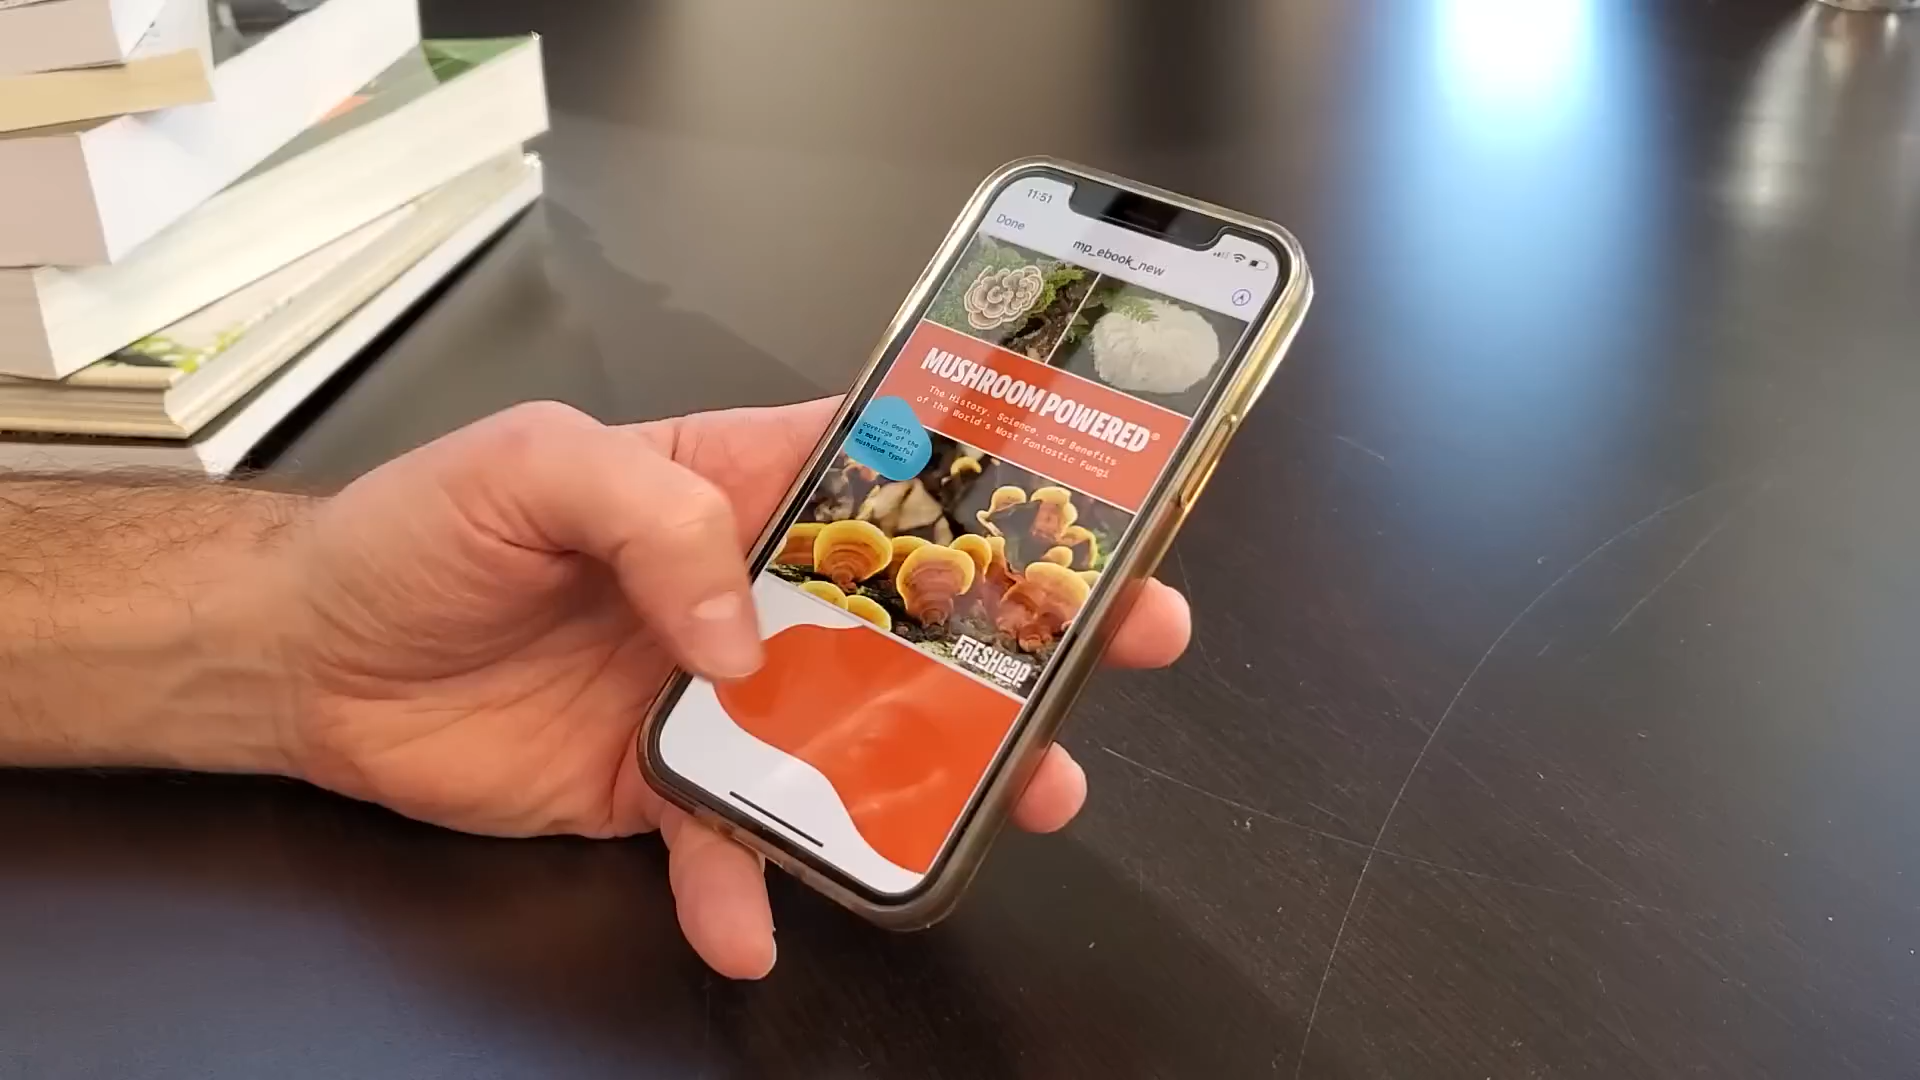 11:51
Done
mp_ebook_new
MUSHROOM POWERED®
The History, Science, and Benefits
of the World's Most Fantastic Fungi
In depth
coverage of the
5 most powerful
mushroom types
FRESHCAP